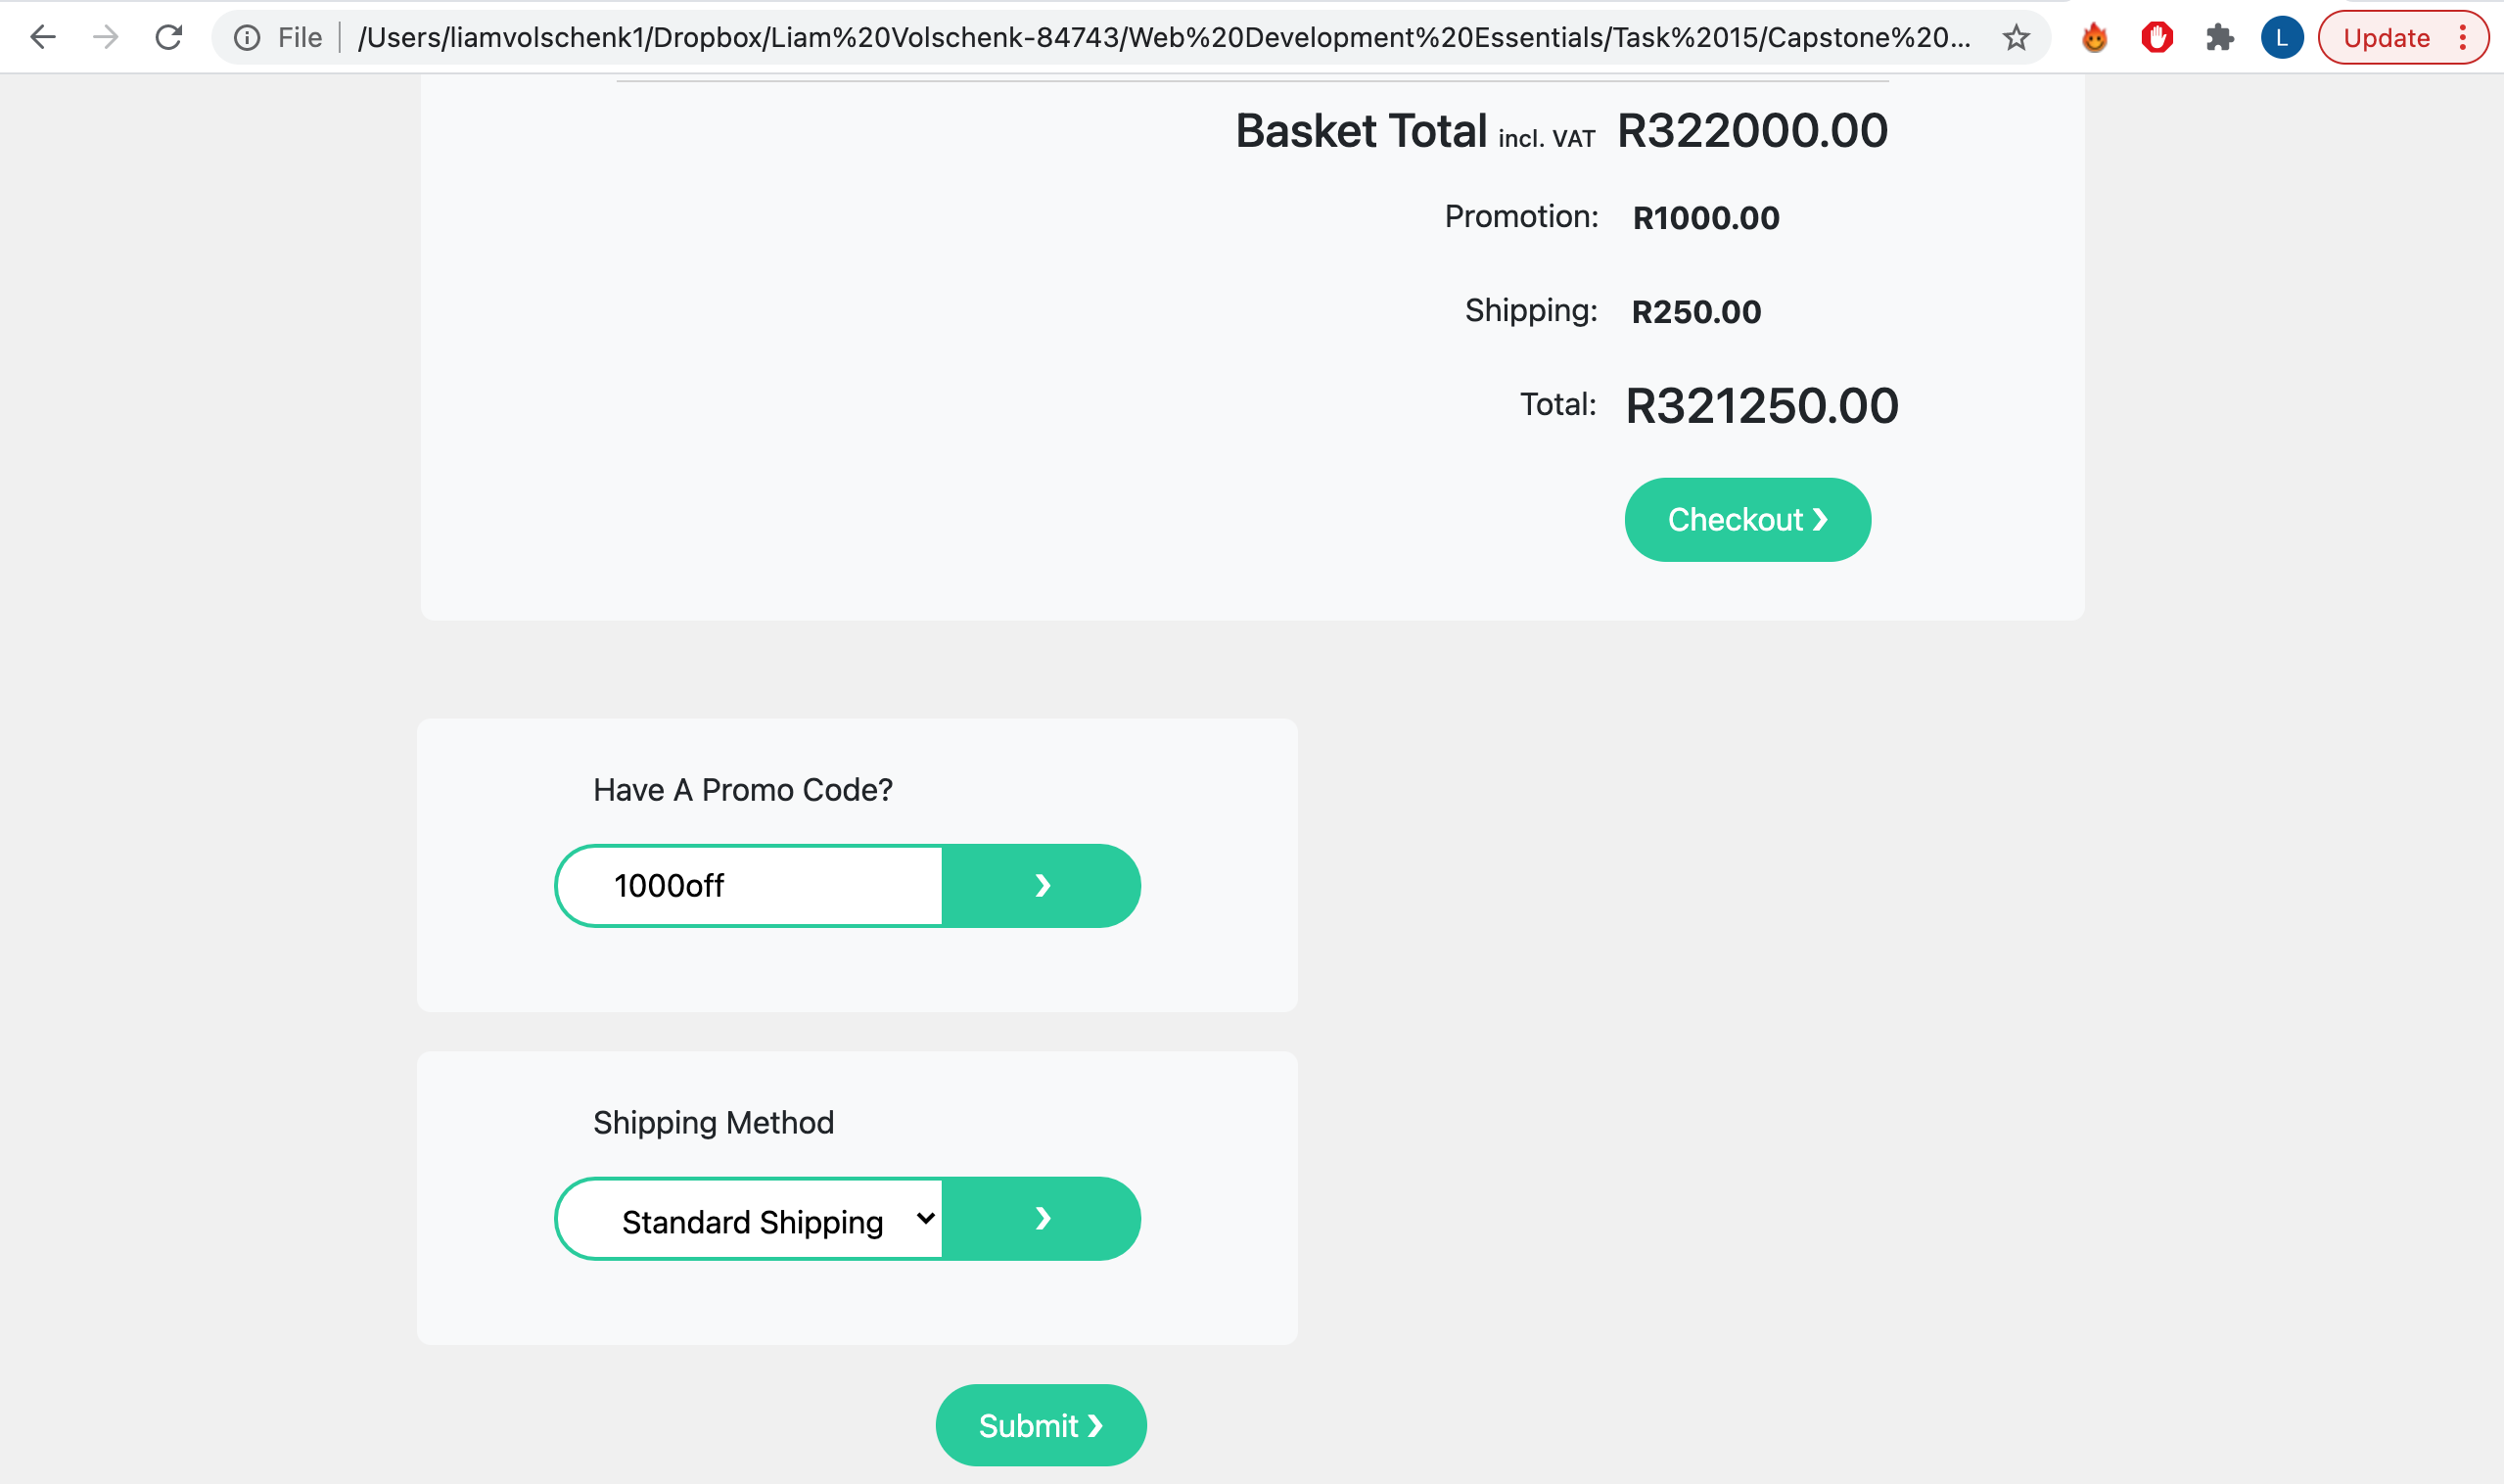 File /Users/liamvolschenk1/Dropbox/Liam%20Volschenk-84743/Web%20Development%20Essentials/Task%2015/Capstone%20... L Update
Basket Total incl. VAT R322000.00
Promotion: R1000.00
Shipping: R250.00
Total: R321250.00
Checkout ›
Have A Promo Code?
1000off ›
Shipping Method
Standard Shipping ›
Submit ›